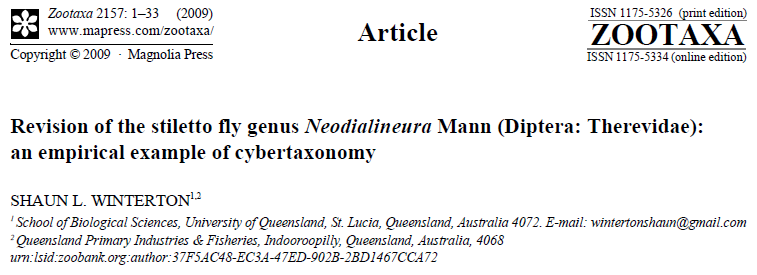 Zootaxa 2157: 1–33 (2009)
www.mapress.com/zootaxa/
Copyright © 2009 · Magnolia Press
Article
ISSN 1175-5326 (print edition)
ZOOTAXA
ISSN 1175-5334 (online edition)
Revision of the stiletto fly genus Neodialineura Mann (Diptera: Therevidae):
an empirical example of cybertaxonomy
SHAUN L. WINTERTON1,2
1 School of Biological Sciences, University of Queensland, St. Lucia, Queensland, Australia 4072. E-mail: wintertonshaun@gmail.com
2 Queensland Primary Industries & Fisheries, Indooroopilly, Queensland, Australia, 4068
urn:lsid:zoobank.org:author:37F5AC48-EC3A-47ED-902B-2BD1467CCA72